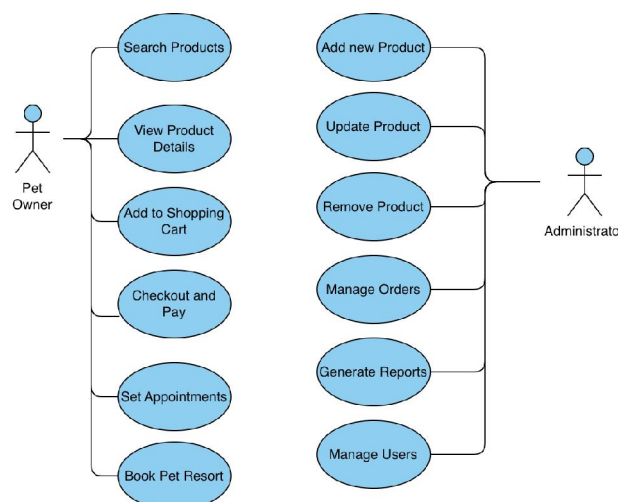 Search Products
View Product
Details
Add to Shopping
Cart
Checkout and
Pay
Set Appointments
Book Pet Resort
Pet
Owner
Add new Product
Update Product
Remove Product
Manage Orders
Generate Reports
Manage Users
Administrato